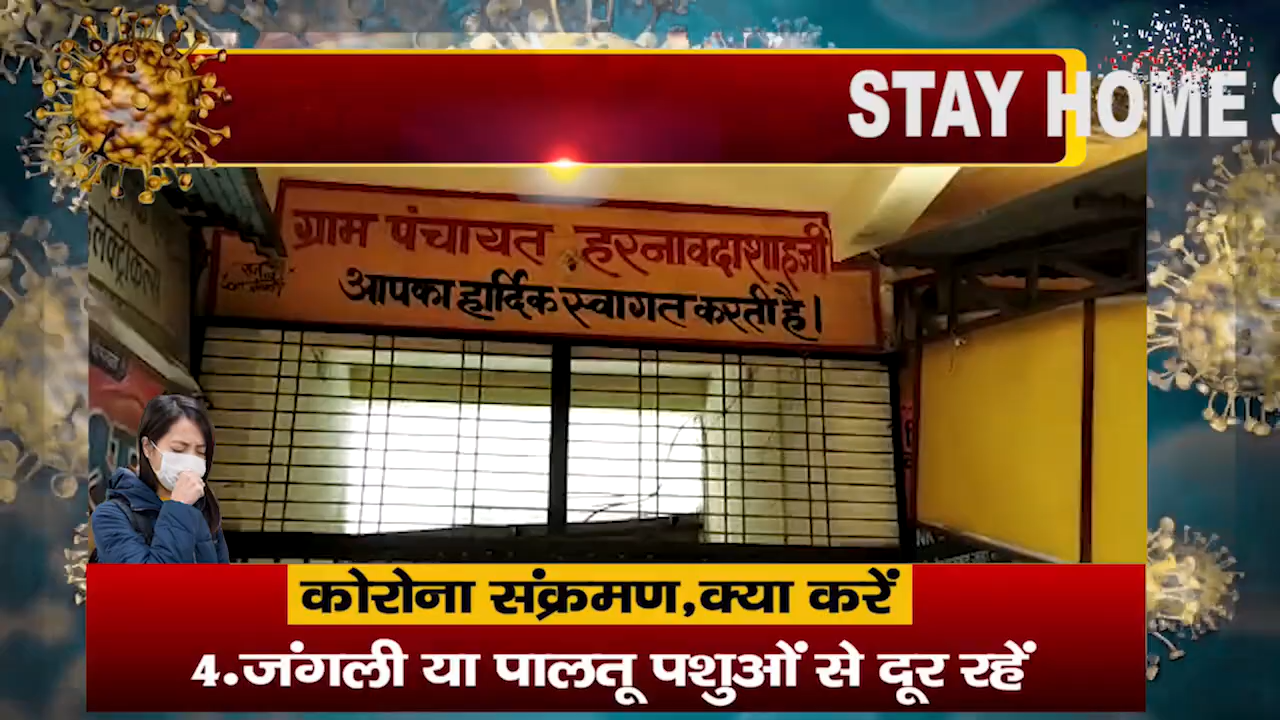 STAY HOME S
ग्राम पंचायत हरनावदाशाहजी
आपका हार्दिक स्वागत करती है।
कोरोना संक्रमण,क्या करें
4.जंगली या पालतू पशुओं से दूर रहें